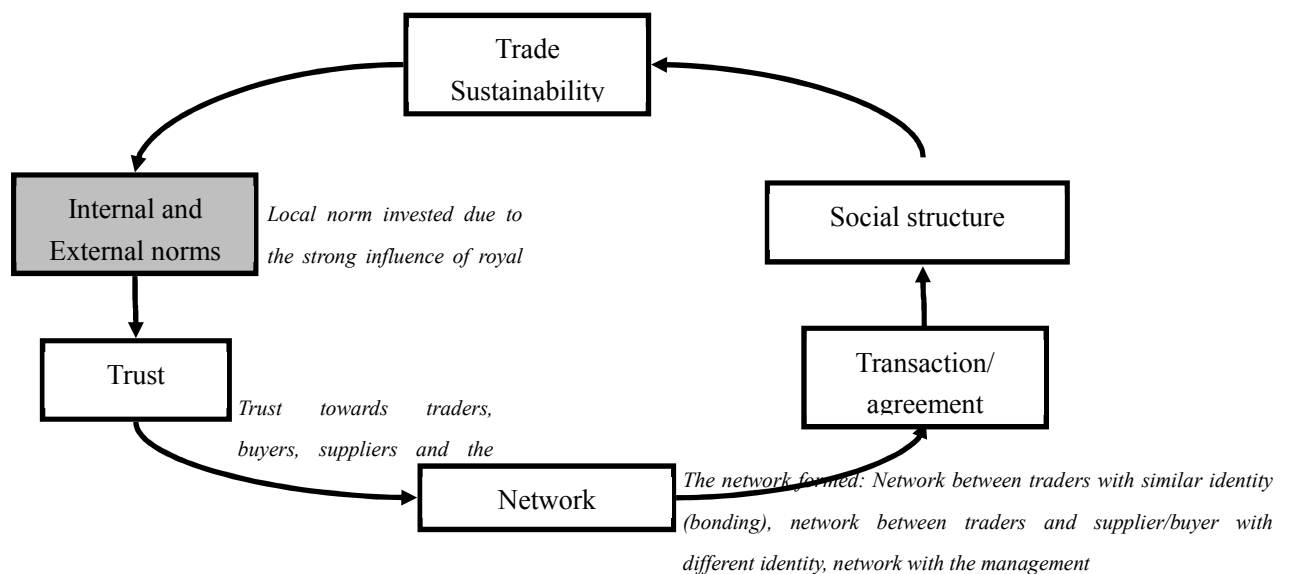 Trade
Sustainability
Internal and
External norms
Local norm invested due to
the strong influence of royal
Social structure
Trust
Transaction/
agreement
Trust towards traders,
buyers, suppliers and the
Network
The network formed: Network between traders with similar identity
(bonding), network between traders and supplier/buyer with
different identity, network with the management